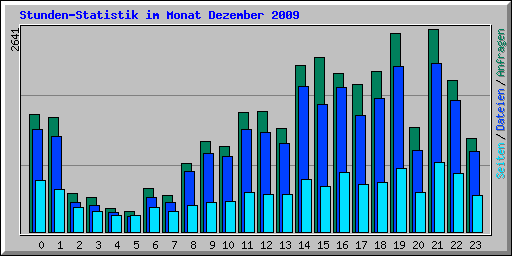 Stunden-Statistik im Monat Dezember 2009
2641
Seiten/Dateien/Anfragen
0 1 2 3 4 5 6 7 8 9 10 11 12 13 14 15 16 17 18 19 20 21 22 23